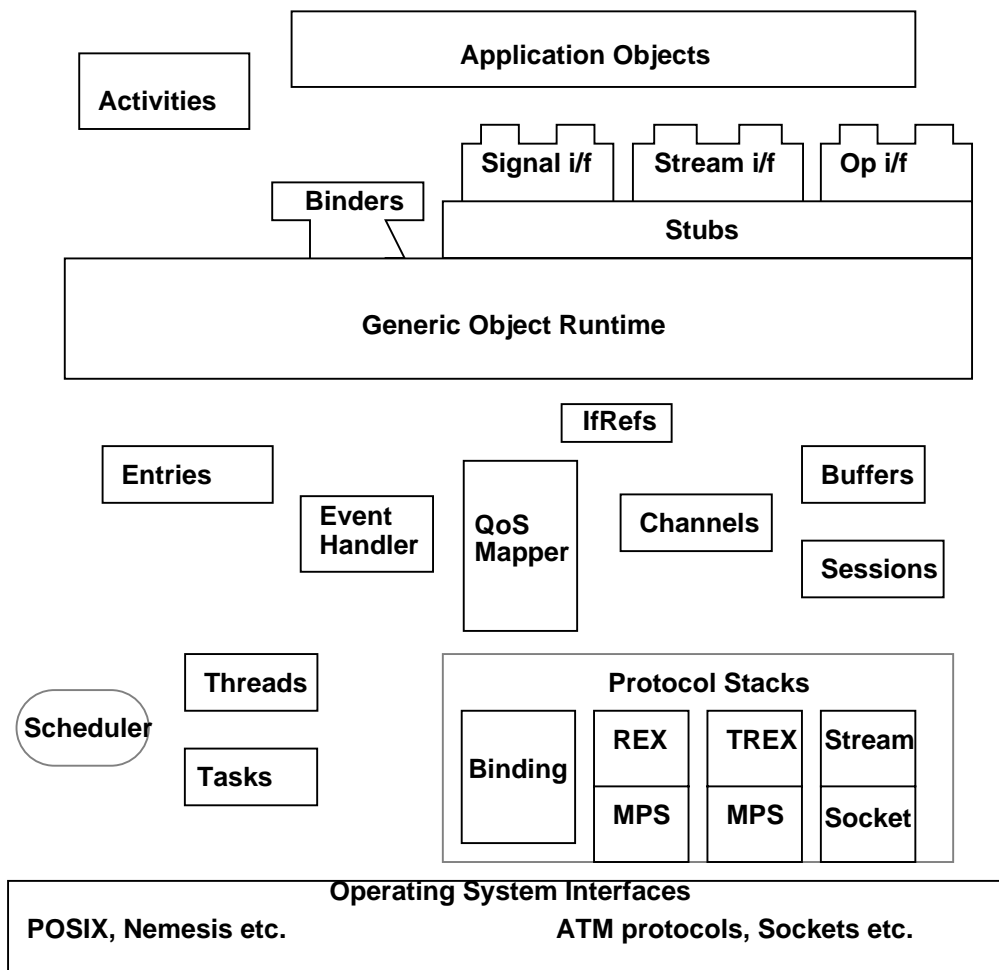 Application Objects
Activities
Signal i/f
Stream i/f
Op i/f
Binders
Stubs
Generic Object Runtime
IfRefs
Entries
Buffers
Event
Handler
QoS
Mapper
Channels
Sessions
Threads
Protocol Stacks
Scheduler
REX
TREX
Stream
Binding
Tasks
MPS
MPS
Socket
Operating System Interfaces
POSIX, Nemesis etc.
ATM protocols, Sockets etc.